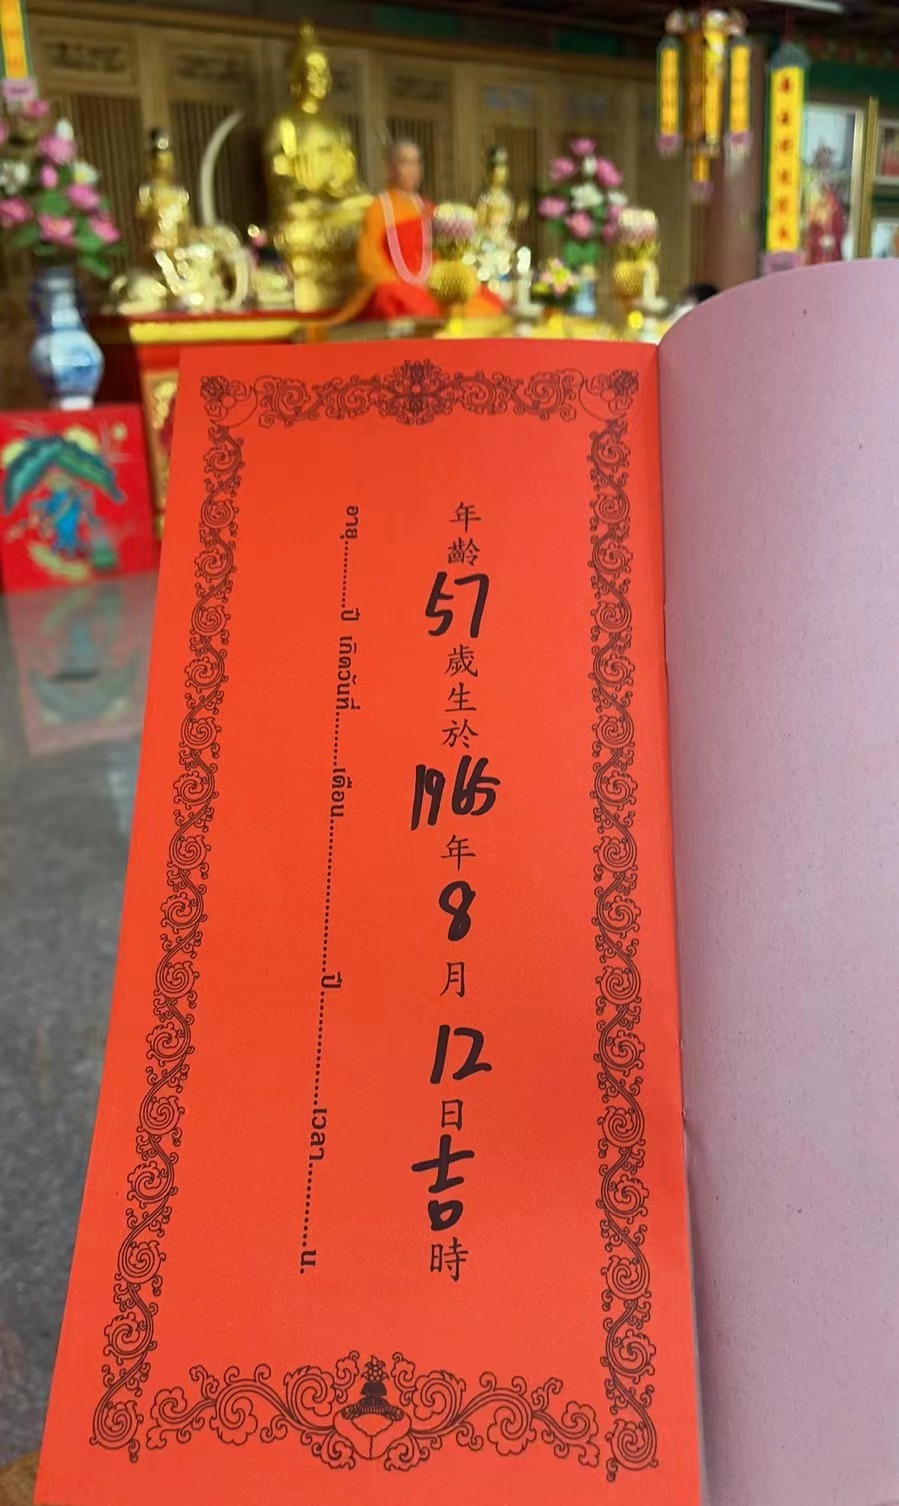 年齡57歲生於1965年8月12日吉時
อายุ............ปี เกิดวันที่............เดือน..............................ปี......................เวลา................น.